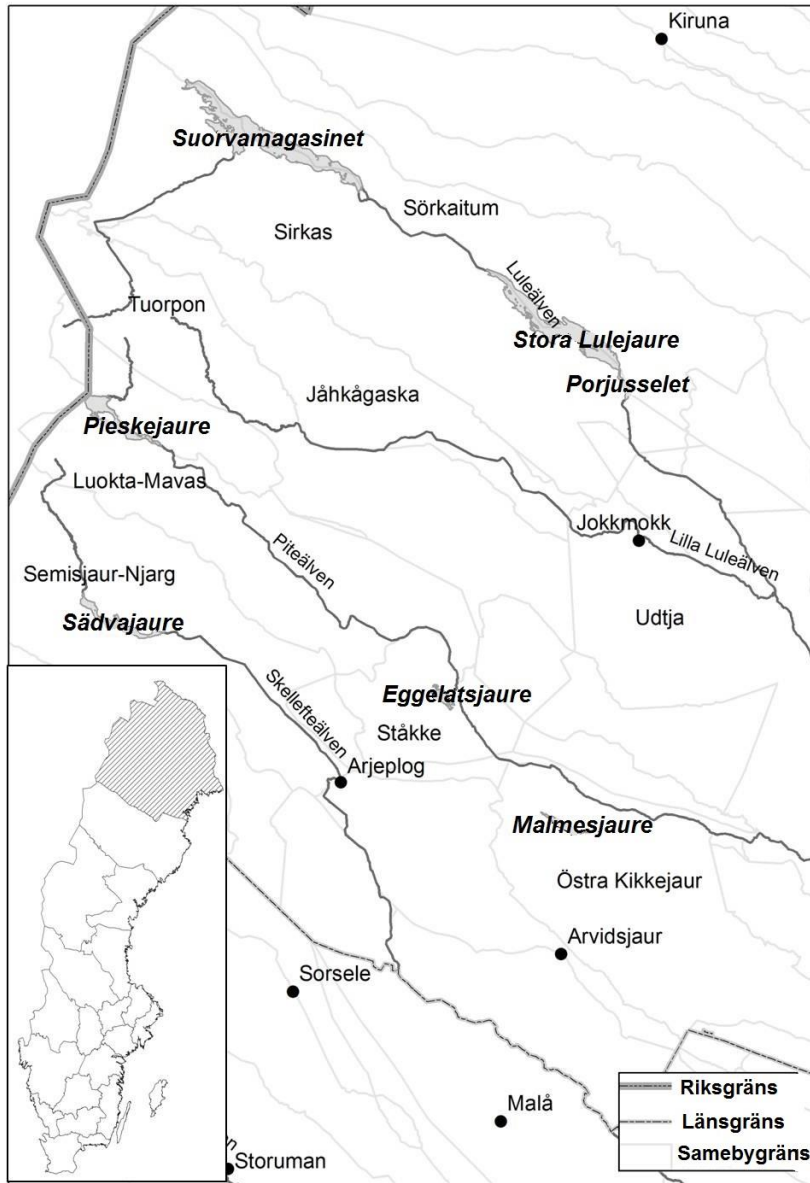 Kiruna
Suorvamagasinet
Sörkaitum
Sirkas
Luleälven
Tuorpon
Stora Lulejaure
Porjusselet
Jåhkågaska
Pieskejaure
Luokta-Mavas
Jokkmokk
Piteälven
Lilla Luleälven
Semisjaur-Njarg
Sädvajaure
Udtja
Eggelatsjaure
Skellefteälven
Ståkke
Arjeplog
Malmesjaure
Östra Kikkejaur
Arvidsjaur
Sorsele
Malå
Storuman
Riksgräns
Länsgräns
Samebygräns